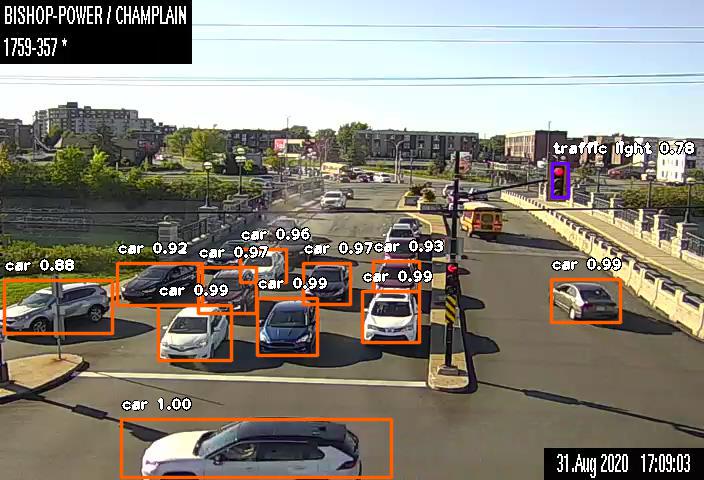 BISHOP-POWER / CHAMPLAIN
1759-357 *
traffic light 0.78
car 0.96
car 0.92
car 0.97
car 0.97
car 0.93
car 0.88
car 0.99
car 0.99
car 0.99
car 0.99
car 1.00
31.Aug 2020 17:09:03